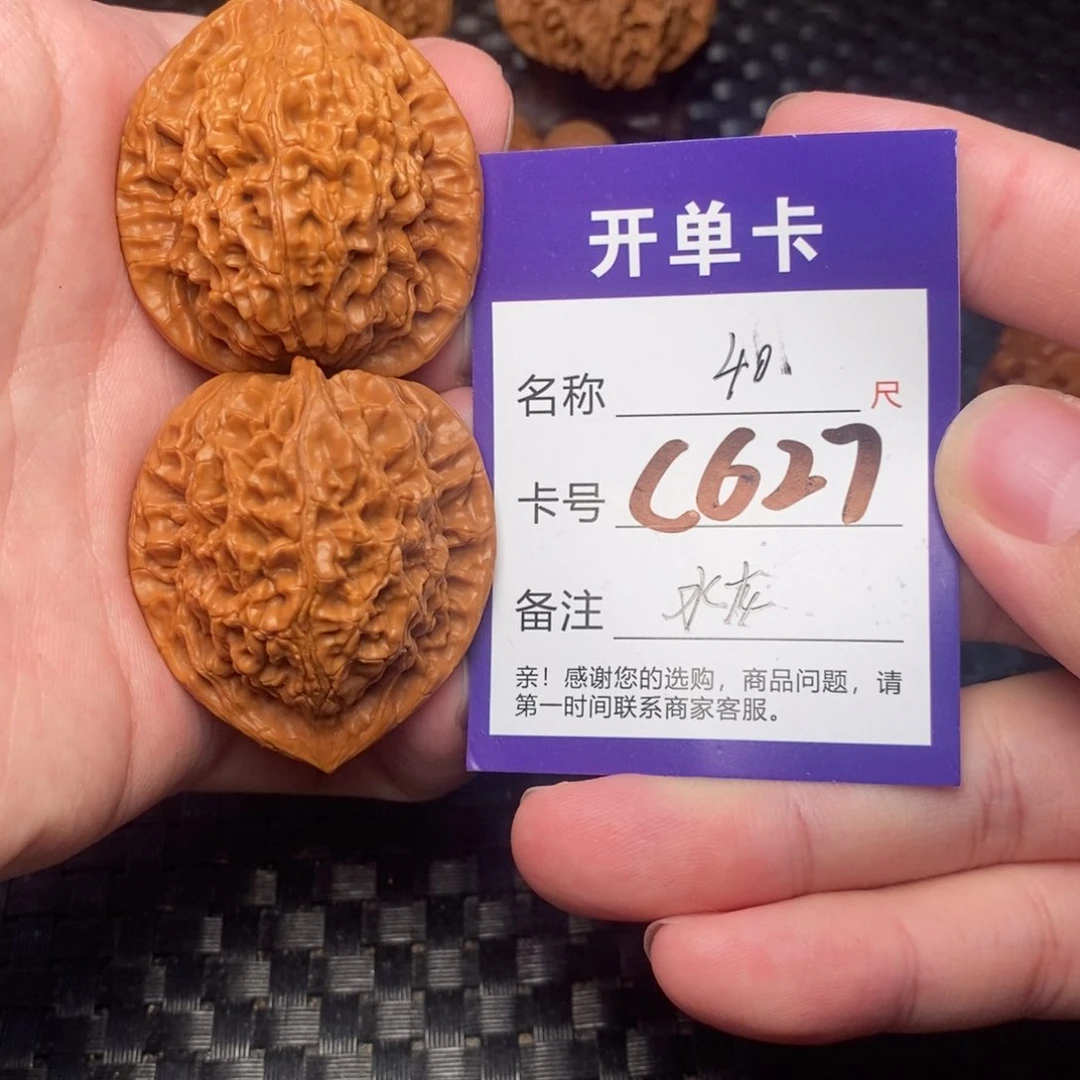 开单卡
名称 尺
卡号 C627
备注 水龙
亲！感谢您的选购，商品问题，请
第一时间联系商家客服。